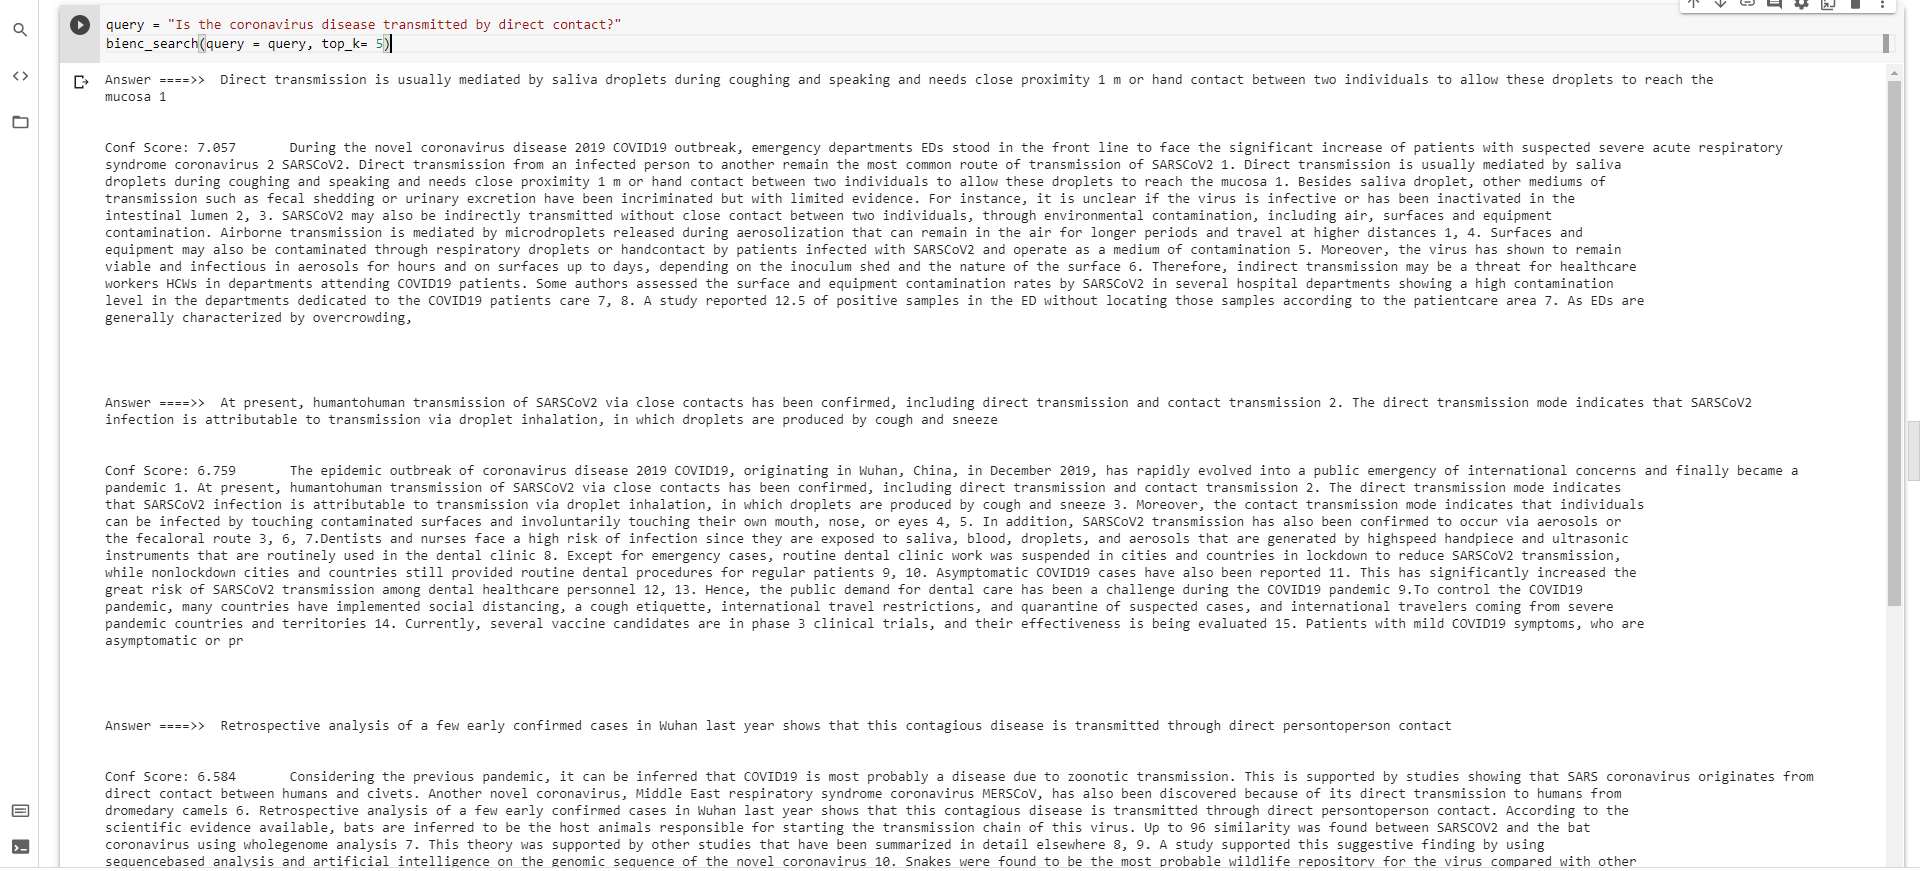 query = "Is the coronavirus disease transmitted by direct contact?"
bienc_search(query = query, top_k= 5)
Answer ====>>  Direct transmission is usually mediated by saliva droplets during coughing and speaking and needs close proximity 1 m or hand contact between two individuals to allow these droplets to reach the
mucosa 1
Conf Score: 7.057       During the novel coronavirus disease 2019 COVID19 outbreak, emergency departments EDs stood in the front line to face the significant increase of patients with suspected severe acute respiratory
syndrome coronavirus 2 SARSCoV2. Direct transmission from an infected person to another remain the most common route of transmission of SARSCoV2 1. Direct transmission is usually mediated by saliva
droplets during coughing and speaking and needs close proximity 1 m or hand contact between two individuals to allow these droplets to reach the mucosa 1. Besides saliva droplet, other mediums of
transmission such as fecal shedding or urinary excretion have been incriminated but with limited evidence. For instance, it is unclear if the virus is infective or has been inactivated in the
intestinal lumen 2, 3. SARSCoV2 may also be indirectly transmitted without close contact between two individuals, through environmental contamination, including air, surfaces and equipment
contamination. Airborne transmission is mediated by microdroplets released during aerosolization that can remain in the air for longer periods and travel at higher distances 1, 4. Surfaces and
equipment may also be contaminated through respiratory droplets or handcontact by patients infected with SARSCoV2 and operate as a medium of contamination 5. Moreover, the virus has shown to remain
viable and infectious in aerosols for hours and on surfaces up to days, depending on the inoculum shed and the nature of the surface 6. Therefore, indirect transmission may be a threat for healthcare
workers HCWs in departments attending COVID19 patients. Some authors assessed the surface and equipment contamination rates by SARSCoV2 in several hospital departments showing a high contamination
level in the departments dedicated to the COVID19 patients care 7, 8. A study reported 12.5 of positive samples in the ED without locating those samples according to the patientcare area 7. As EDs are
generally characterized by overcrowding,
Answer ====>>  At present, humantohuman transmission of SARSCoV2 via close contacts has been confirmed, including direct transmission and contact transmission 2. The direct transmission mode indicates that SARSCoV2
infection is attributable to transmission via droplet inhalation, in which droplets are produced by cough and sneeze
Conf Score: 6.759       The epidemic outbreak of coronavirus disease 2019 COVID19, originating in Wuhan, China, in December 2019, has rapidly evolved into a public emergency of international concerns and finally became a
pandemic 1. At present, humantohuman transmission of SARSCoV2 via close contacts has been confirmed, including direct transmission and contact transmission 2. The direct transmission mode indicates
that SARSCoV2 infection is attributable to transmission via droplet inhalation, in which droplets are produced by cough and sneeze 3. Moreover, the contact transmission mode indicates that individuals
can be infected by touching contaminated surfaces and involuntarily touching their own mouth, nose, or eyes 4, 5. In addition, SARSCoV2 transmission has also been confirmed to occur via aerosols or
the fecaloral route 3, 6, 7.Dentists and nurses face a high risk of infection since they are exposed to saliva, blood, droplets, and aerosols that are generated by highspeed handpiece and ultrasonic
instruments that are routinely used in the dental clinic 8. Except for emergency cases, routine dental clinic work was suspended in cities and countries in lockdown to reduce SARSCoV2 transmission,
while nonlockdown cities and countries still provided routine dental procedures for regular patients 9, 10. Asymptomatic COVID19 cases have also been reported 11. This has significantly increased the
great risk of SARSCoV2 transmission among dental healthcare personnel 12, 13. Hence, the public demand for dental care has been a challenge during the COVID19 pandemic 9.To control the COVID19
pandemic, many countries have implemented social distancing, a cough etiquette, international travel restrictions, and quarantine of suspected cases, and international travelers coming from severe
pandemic countries and territories 14. Currently, several vaccine candidates are in phase 3 clinical trials, and their effectiveness is being evaluated 15. Patients with mild COVID19 symptoms, who are
asymptomatic or pr
Answer ====>>  Retrospective analysis of a few early confirmed cases in Wuhan last year shows that this contagious disease is transmitted through direct persontoperson contact
Conf Score: 6.584       Considering the previous pandemic, it can be inferred that COVID19 is most probably a disease due to zoonotic transmission. This is supported by studies showing that SARS coronavirus originates from
direct contact between humans and civets. Another novel coronavirus, Middle East respiratory syndrome coronavirus MERSCoV, has also been discovered because of its direct transmission to humans from
dromedary camels 6. Retrospective analysis of a few early confirmed cases in Wuhan last year shows that this contagious disease is transmitted through direct persontoperson contact. According to the
scientific evidence available, bats are inferred to be the host animals responsible for starting the transmission chain of this virus. Up to 96 similarity was found between SARSCOV2 and the bat
coronavirus using wholegenome analysis 7. This theory was supported by other studies that have been summarized in detail elsewhere 8, 9. A study supported this suggestive finding by using
sequencebased analysis and artificial intelligence on the genomic sequence of the novel coronavirus 10. Snakes were found to be the most probable wildlife repository for the virus compared with other